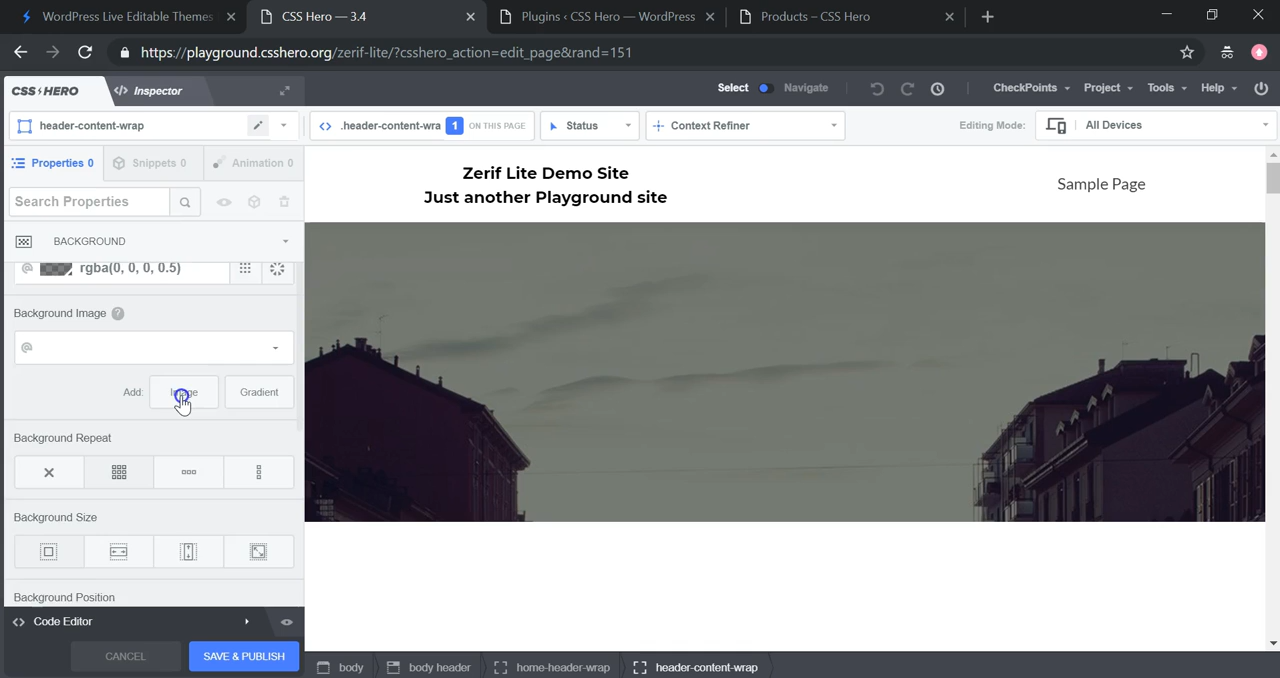 WordPress Live Editable Themes
CSS Hero — 3.4
Plugins ‹ CSS Hero — WordPress
Products – CSS Hero
https://playground.csshero.org/zerif-lite/?csshero_action=edit_page&rand=151
CSS HERO
Inspector
Select
Navigate
CheckPoints
Project
Tools
Help
header-content-wrap
.header-content-wra
1
ON THIS PAGE
Status
Context Refiner
Editing Mode:
All Devices
Properties 0
Snippets 0
Animation 0
Search Properties
BACKGROUND
@ rgba(0, 0, 0, 0.5)
Background Image ?
@
Add:
Image
Gradient
Background Repeat
Background Size
Background Position
Code Editor
CANCEL
SAVE & PUBLISH
Zerif Lite Demo Site
Just another Playground site
Sample Page
body
body header
home-header-wrap
header-content-wrap